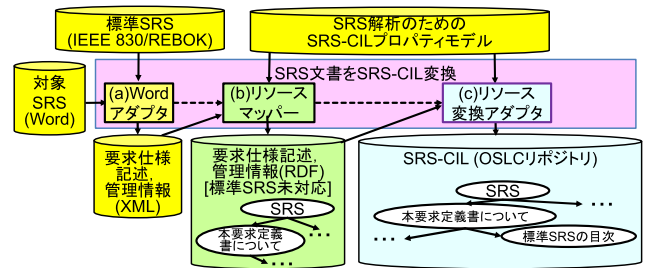 標準SRS
(IEEE 830/REBOK)
SRS解析のための
SRS-CILプロパティモデル
対象
SRS
(Word)
SRS文書をSRS-CIL変換
(a)Word
アダプタ
(b)リソース
マッパー
(c)リソース
変換アダプタ
要求仕様
記述,
管理情報
(XML)
要求仕様記述,
管理情報(RDF)
[標準SRS未対応]
SRS
本要求定義
書について
...
...
SRS-CIL (OSLCリポジトリ)
SRS
...
本要求定義書について
...
標準SRSの目次